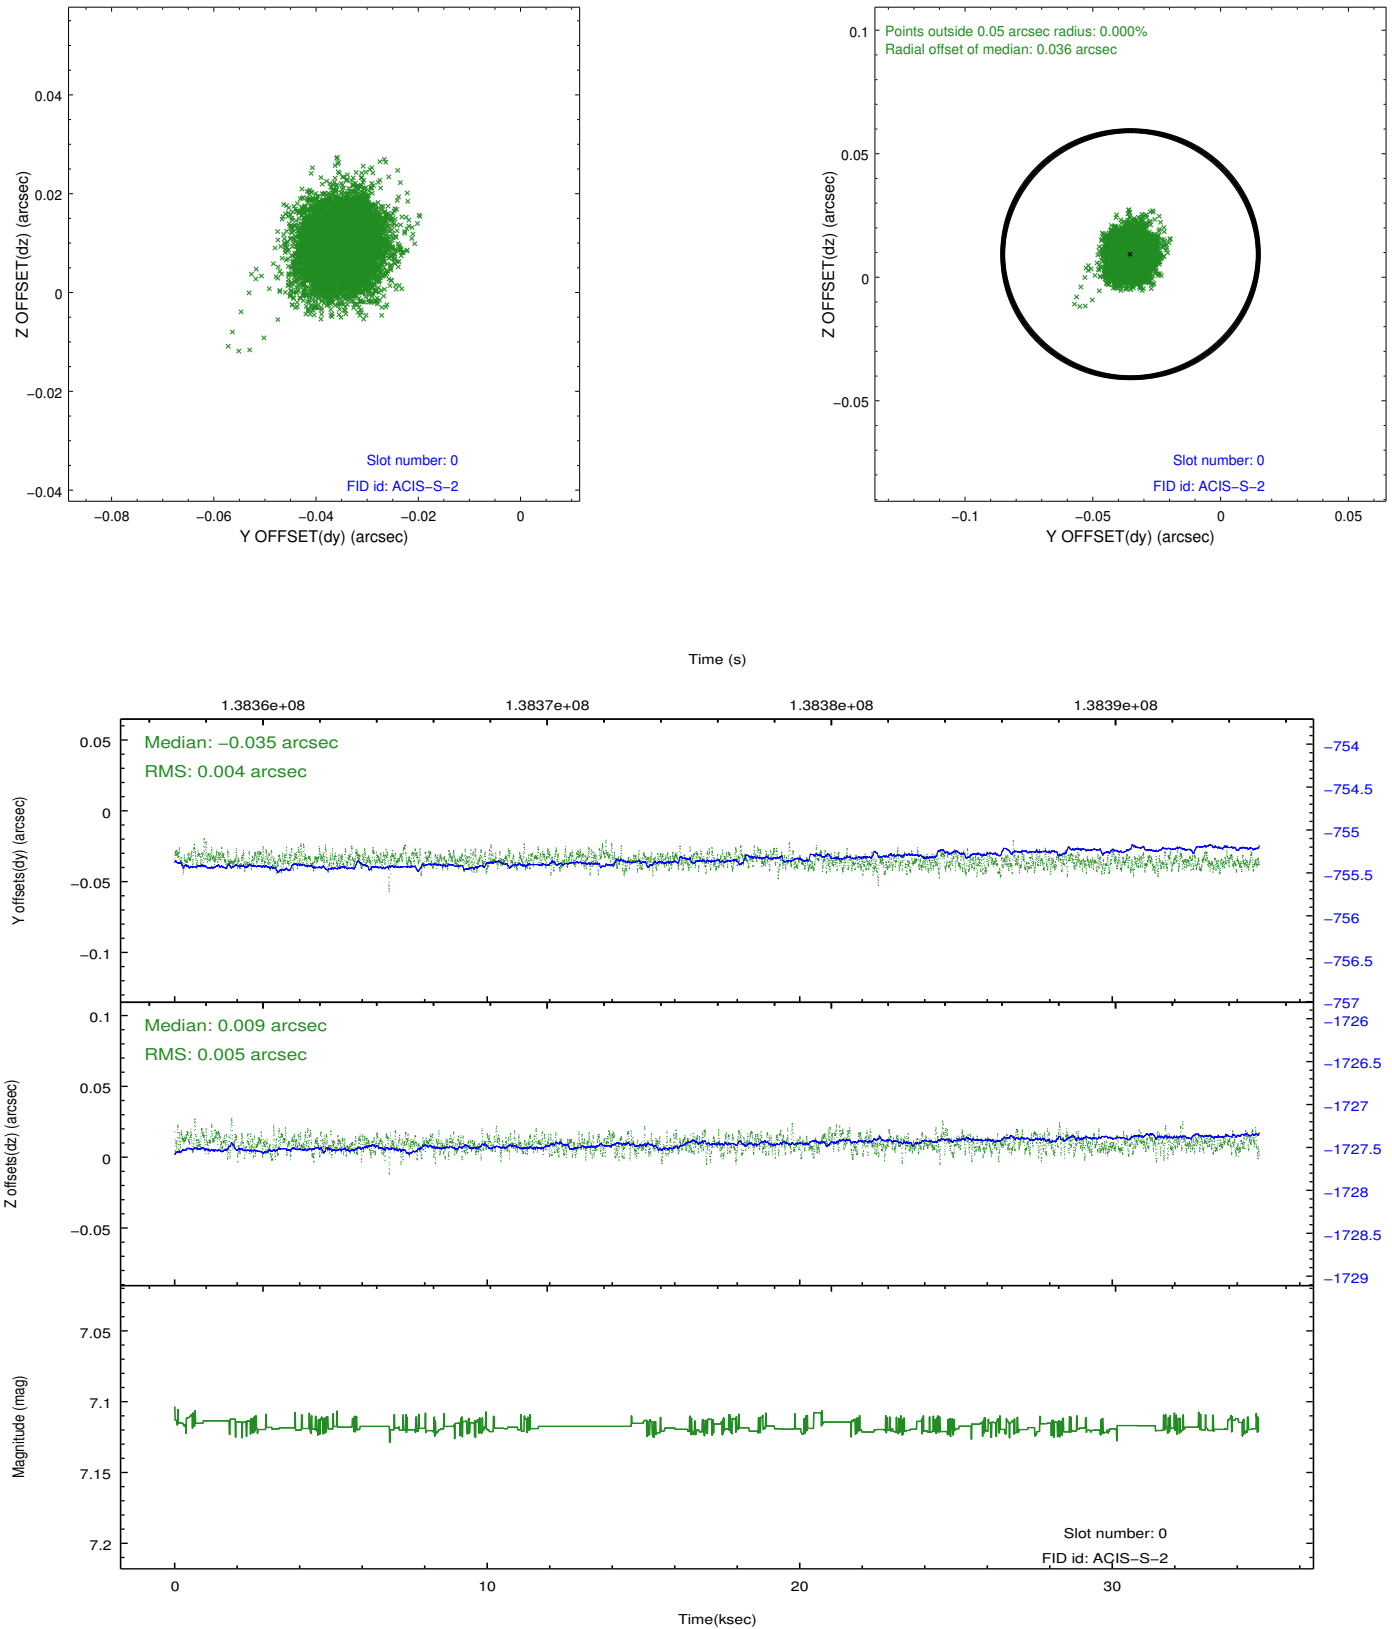 0.04
0.02
0
−0.02
−0.04
Z OFFSET(dz) (arcsec)
Slot number: 0
FID id: ACIS−S−2
−0.08
−0.06
−0.04
−0.02
0
Y OFFSET(dy) (arcsec)
Points outside 0.05 arcsec radius: 0.000%
Radial offset of median: 0.036 arcsec
0.1
0.05
0
−0.05
Z OFFSET(dz) (arcsec)
Slot number: 0
FID id: ACIS−S−2
−0.1
−0.05
0
0.05
Y OFFSET(dy) (arcsec)
Time (s)
1.3836e+08
1.3837e+08
1.3838e+08
1.3839e+08
Median: −0.035 arcsec
RMS: 0.004 arcsec
0.05
0
−0.05
−0.1
Y offsets(dy) (arcsec)
−754
−754.5
−755
−755.5
−756
−756.5
−757
Median: 0.009 arcsec
RMS: 0.005 arcsec
0.1
0.05
0
−0.05
Z offsets(dz) (arcsec)
−1726
−1726.5
−1727
−1727.5
−1728
−1728.5
−1729
7.05
7.1
7.15
7.2
Magnitude (mag)
Slot number: 0
FID id: ACIS−S−2
0
10
20
30
Time(ksec)